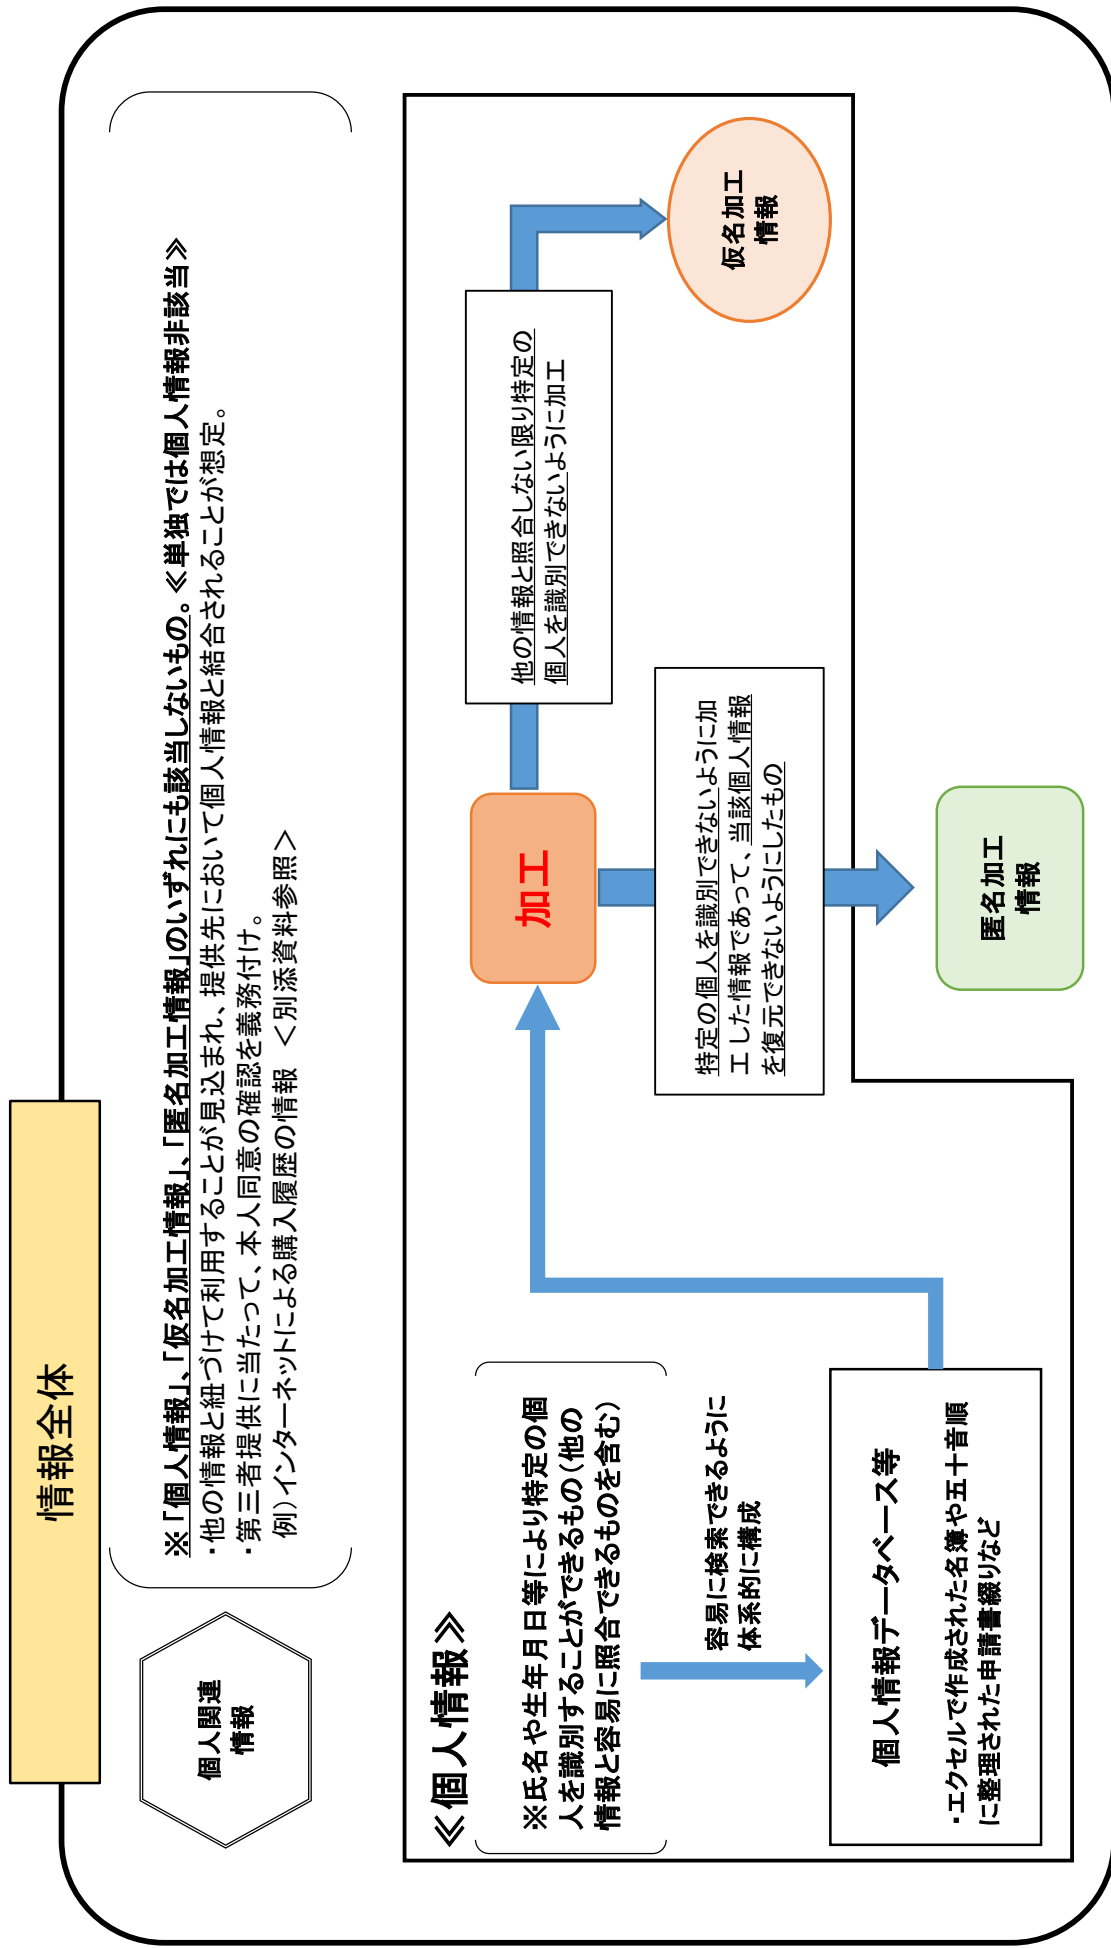 情報全体
個人関連
情報
※「個人情報」、「仮名加工情報」、「匿名加工情報」のいずれにも該当しないもの。≪単独では個人情報非該当≫
・他の情報と紐づけて利用することが見込まれ、提供先において個人情報と結合されることが想定。
・第三者提供に当たって、本人同意の確認を義務付け。
例）インターネットによる購入履歴の情報 ＜別添資料参照＞
≪個人情報≫
※氏名や生年月日等により特定の個
人を識別することができるもの（他の
情報と容易に照合できるものを含む）
容易に検索できるように
体系的に構成
個人情報データベース等
・エクセルで作成された名簿や五十音順
に整理された申請書綴りなど
加工
他の情報と照合しない限り特定の
個人を識別できないように加工
仮名加工
情報
特定の個人を識別できないように加
工した情報であって、当該個人情報
を復元できないようにしたもの
匿名加工
情報